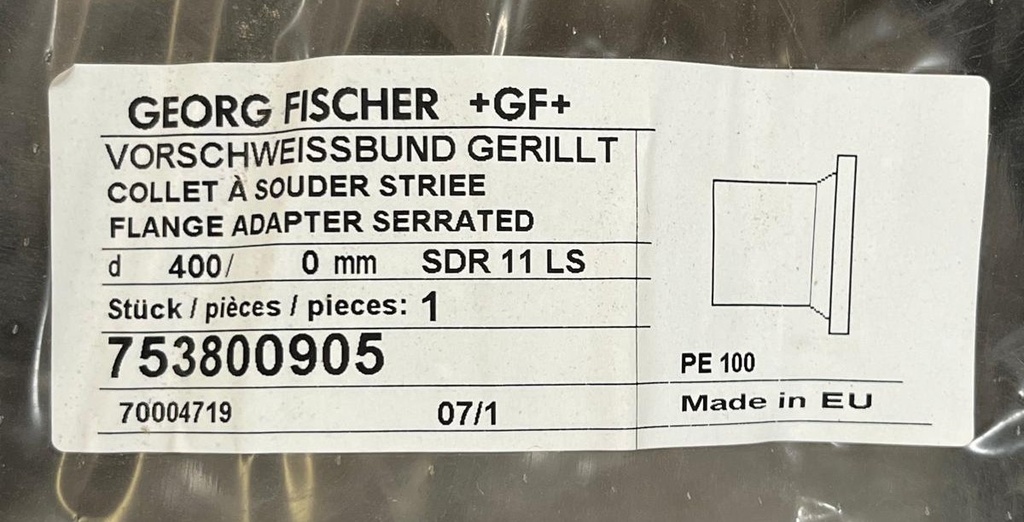 GEORG FISCHER +GF+
VORSCHWEISSBUND GERILLT
COLLET À SOUDER STRIEE
FLANGE ADAPTER SERRATED
d 400/ 0 mm SDR 11 LS
Stück / pièces / pieces: 1
753800905
PE 100
70004719 07/1
Made in EU